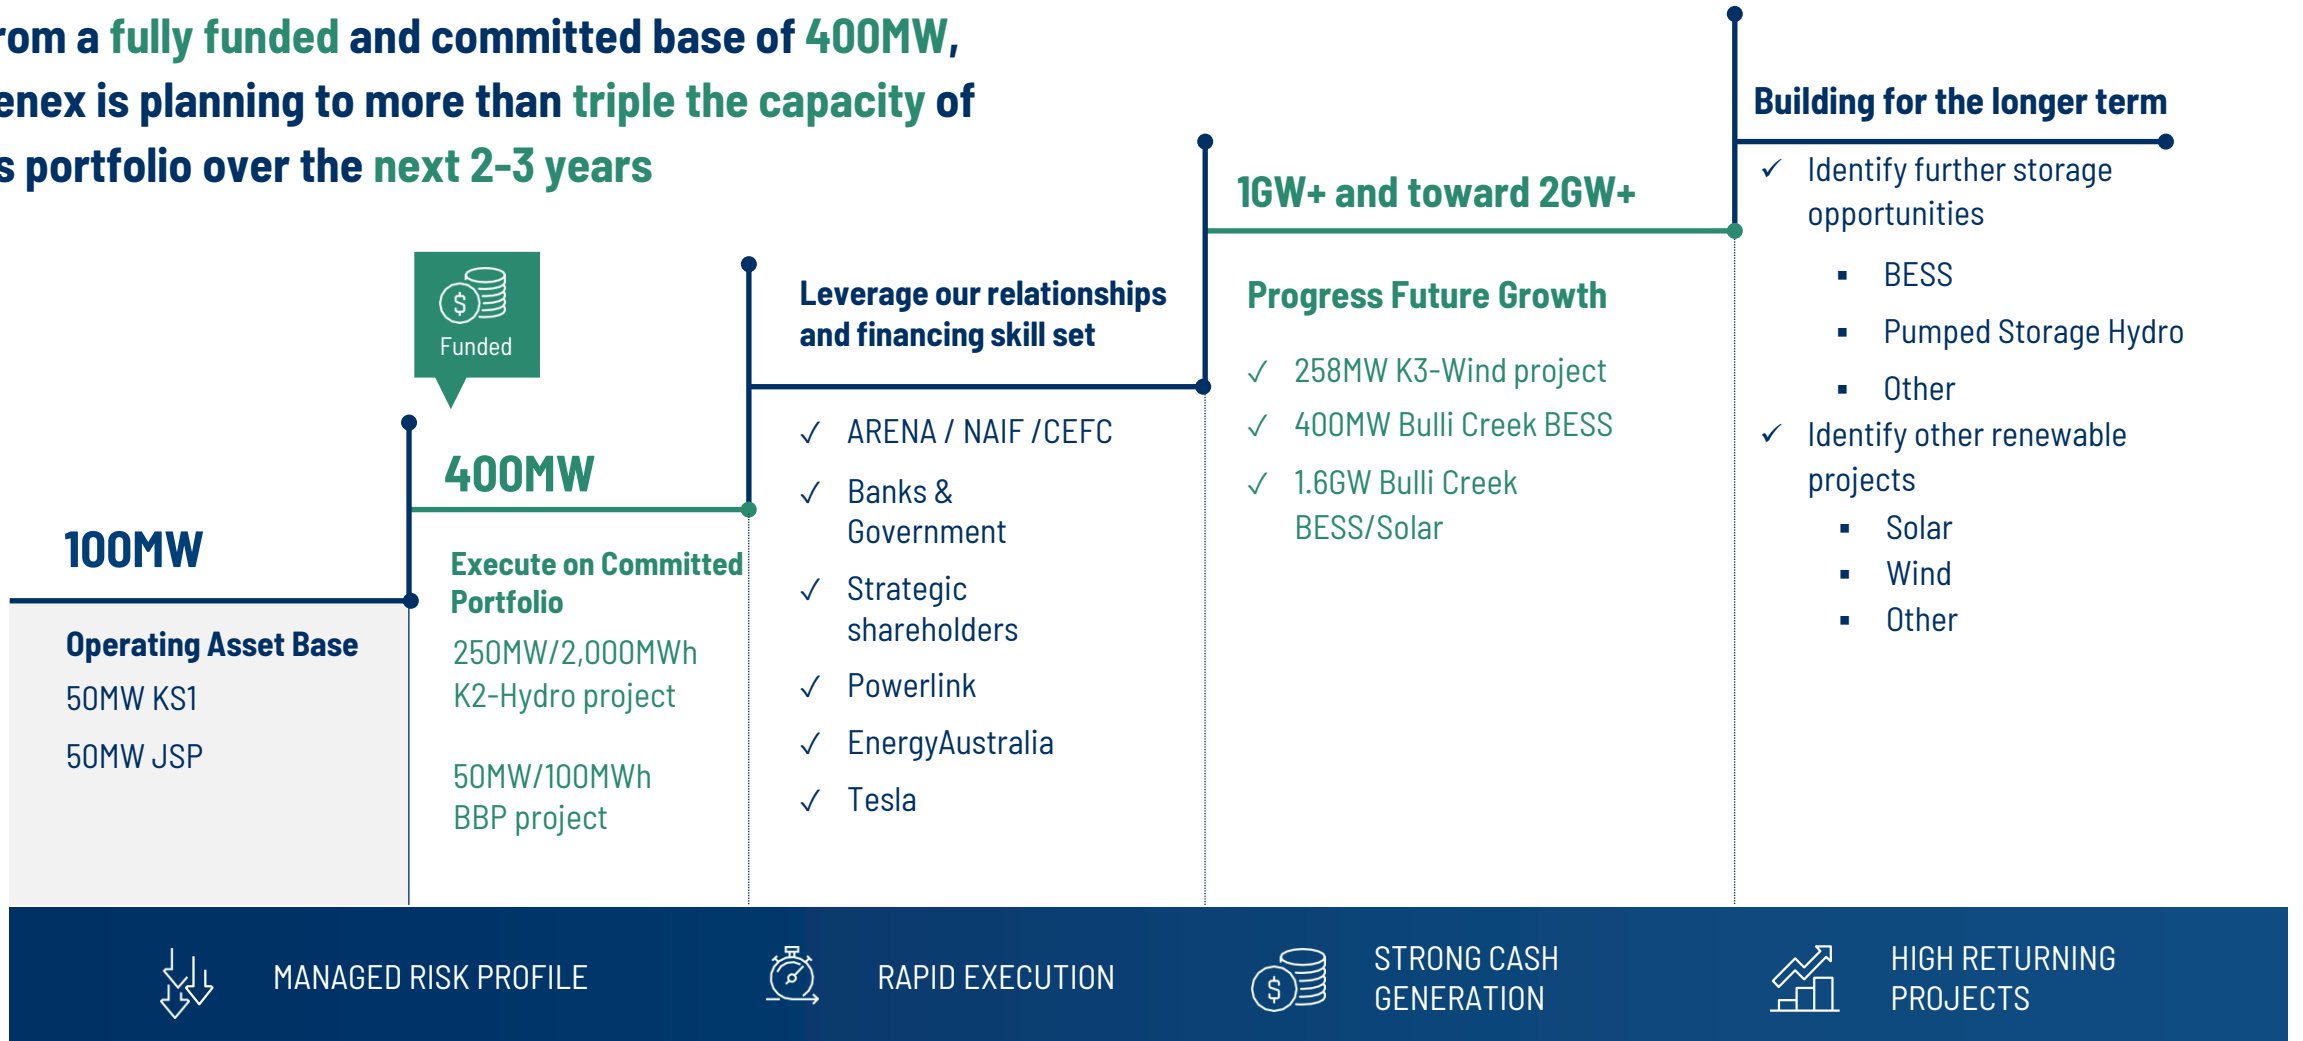 rom a fully funded and committed base of 400MW,
enex is planning to more than triple the capacity of
s portfolio over the next 2-3 years
Funded
100MW
Operating Asset Base
50MW KS1
50MW JSP
400MW
Execute on Committed
Portfolio
250MW/2,000MWh
K2-Hydro project
50MW/100MWh
BBP project
Leverage our relationships
and financing skill set
✓ ARENA / NAIF /CEFC
✓ Banks &
Government
✓ Strategic
shareholders
✓ Powerlink
✓ EnergyAustralia
✓ Tesla
1GW+ and toward 2GW+
Progress Future Growth
✓ 258MW K3-Wind project
✓ 400MW Bulli Creek BESS
✓ 1.6GW Bulli Creek
BESS/Solar
Building for the longer term
✓ Identify further storage
opportunities
▪ BESS
▪ Pumped Storage Hydro
▪ Other
✓ Identify other renewable
projects
▪ Solar
▪ Wind
▪ Other
MANAGED RISK PROFILE
RAPID EXECUTION
STRONG CASH
GENERATION
HIGH RETURNING
PROJECTS